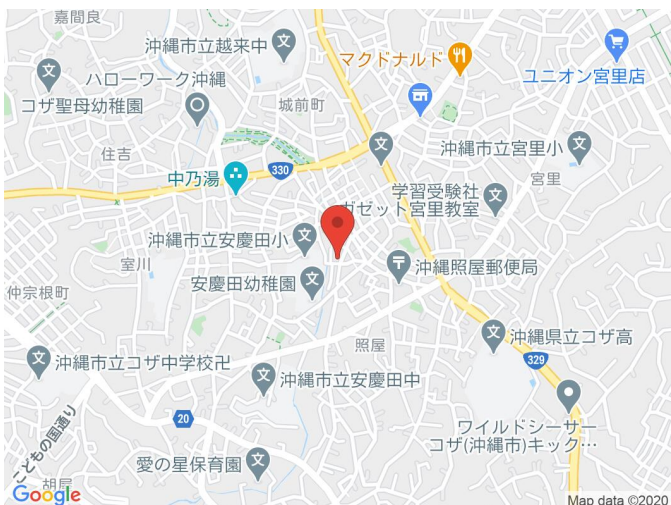 嘉間良
沖縄市立越来中
マクドナルド
ユニオン宮里店
ハローワーク沖縄
コザ聖母幼稚園
城前町
住吉
沖縄市立宮里小
330
中乃湯
学習受験社
ガゼット宮里教室
宮里
沖縄市立安慶田小
室川
沖縄照屋郵便局
安慶田幼稚園
仲宗根町
照屋
沖縄県立コザ高
沖縄市立コザ中学校卍
329
沖縄市立安慶田中
20
ワイルドシーサー
コザ(沖縄市)キック…
こどもの国通り
愛の星保育園
胡屋
Google
Map data ©2020